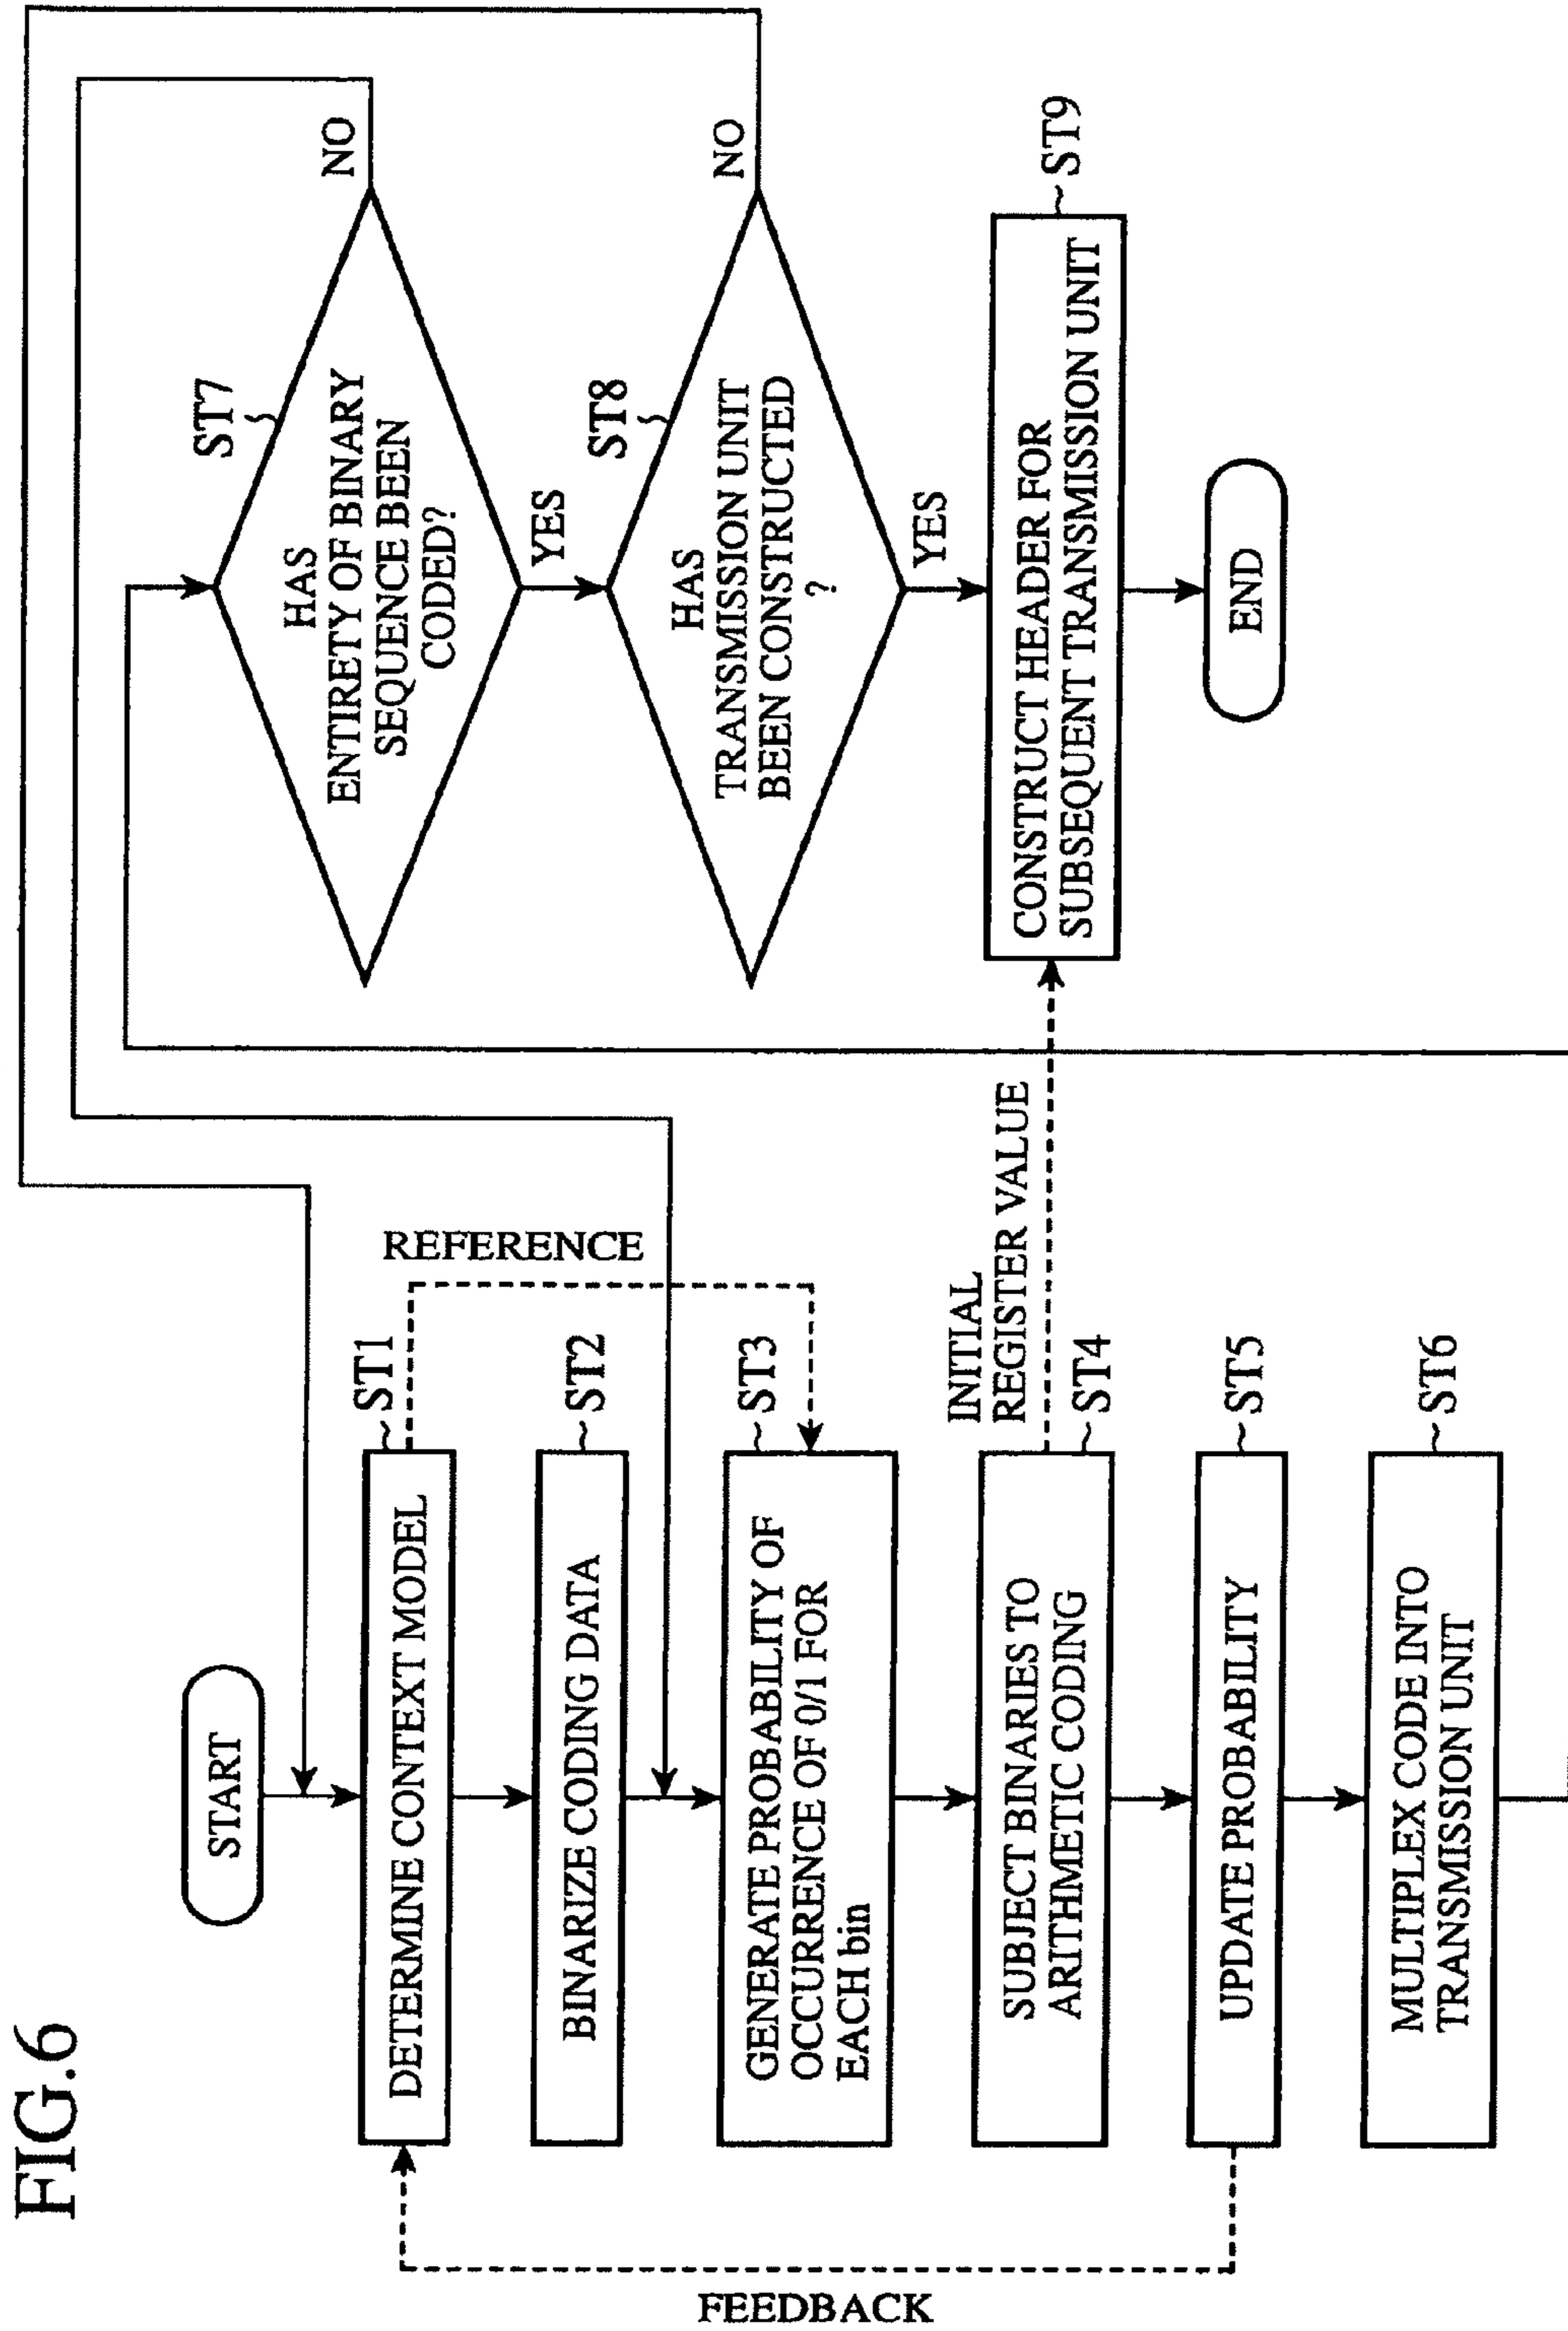 FIG.6
START
DETERMINE CONTEXT MODEL
ST1
BINARIZE CODING DATA
ST2
REFERENCE
GENERATE PROBABILITY OF
OCCURRENCE OF 0/1 FOR
EACH bin
ST3
SUBJECT BINARIES TO
ARITHMETIC CODING
ST4
INITIAL
REGISTER VALUE
UPDATE PROBABILITY
ST5
FEEDBACK
MULTIPLEX CODE INTO
TRANSMISSION UNIT
ST6
ST7
HAS
ENTIRETY OF BINARY
SEQUENCE BEEN
CODED?
NO
YES
ST8
HAS
TRANSMISSION UNIT
BEEN CONSTRUCTED
?
NO
YES
CONSTRUCT HEADER FOR
SUBSEQUENT TRANSMISSION UNIT
ST9
END